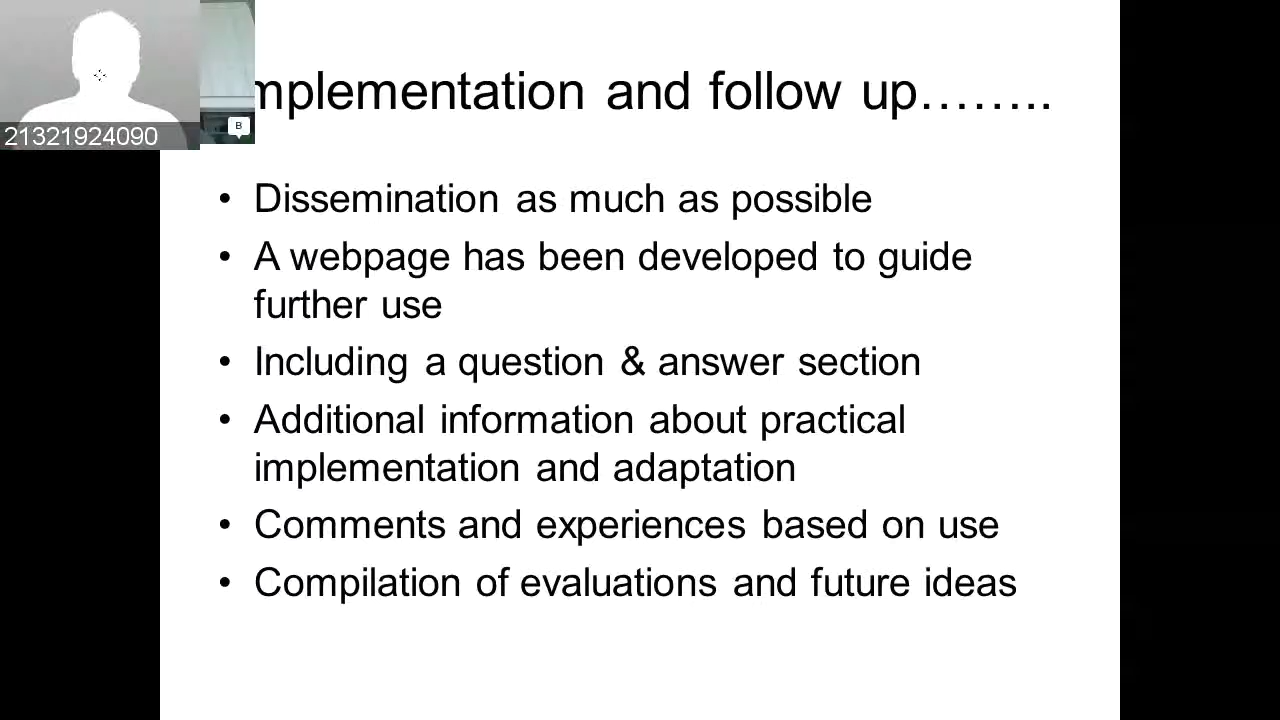 mplementation and follow up……..
21321924090
B
• Dissemination as much as possible
• A webpage has been developed to guide
further use
• Including a question & answer section
• Additional information about practical
implementation and adaptation
• Comments and experiences based on use
• Compilation of evaluations and future ideas